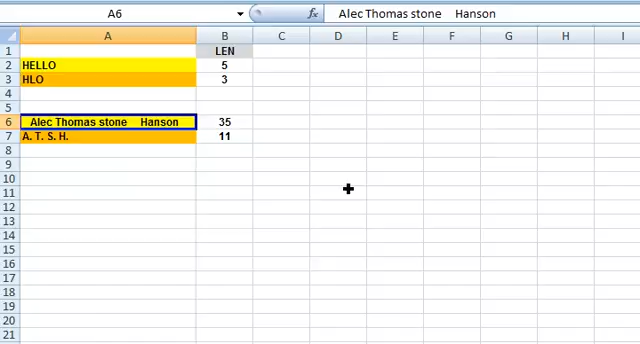 A6 fx Alec Thomas stone Hanson
A B C D E F G H I
1 LEN
2 HELLO 5
3 HLO 3
4
5
6 Alec Thomas stone Hanson 35
7 A. T. S. H. 11
8
9
10
11
12
13
14
15
16
17
18
19
20
21